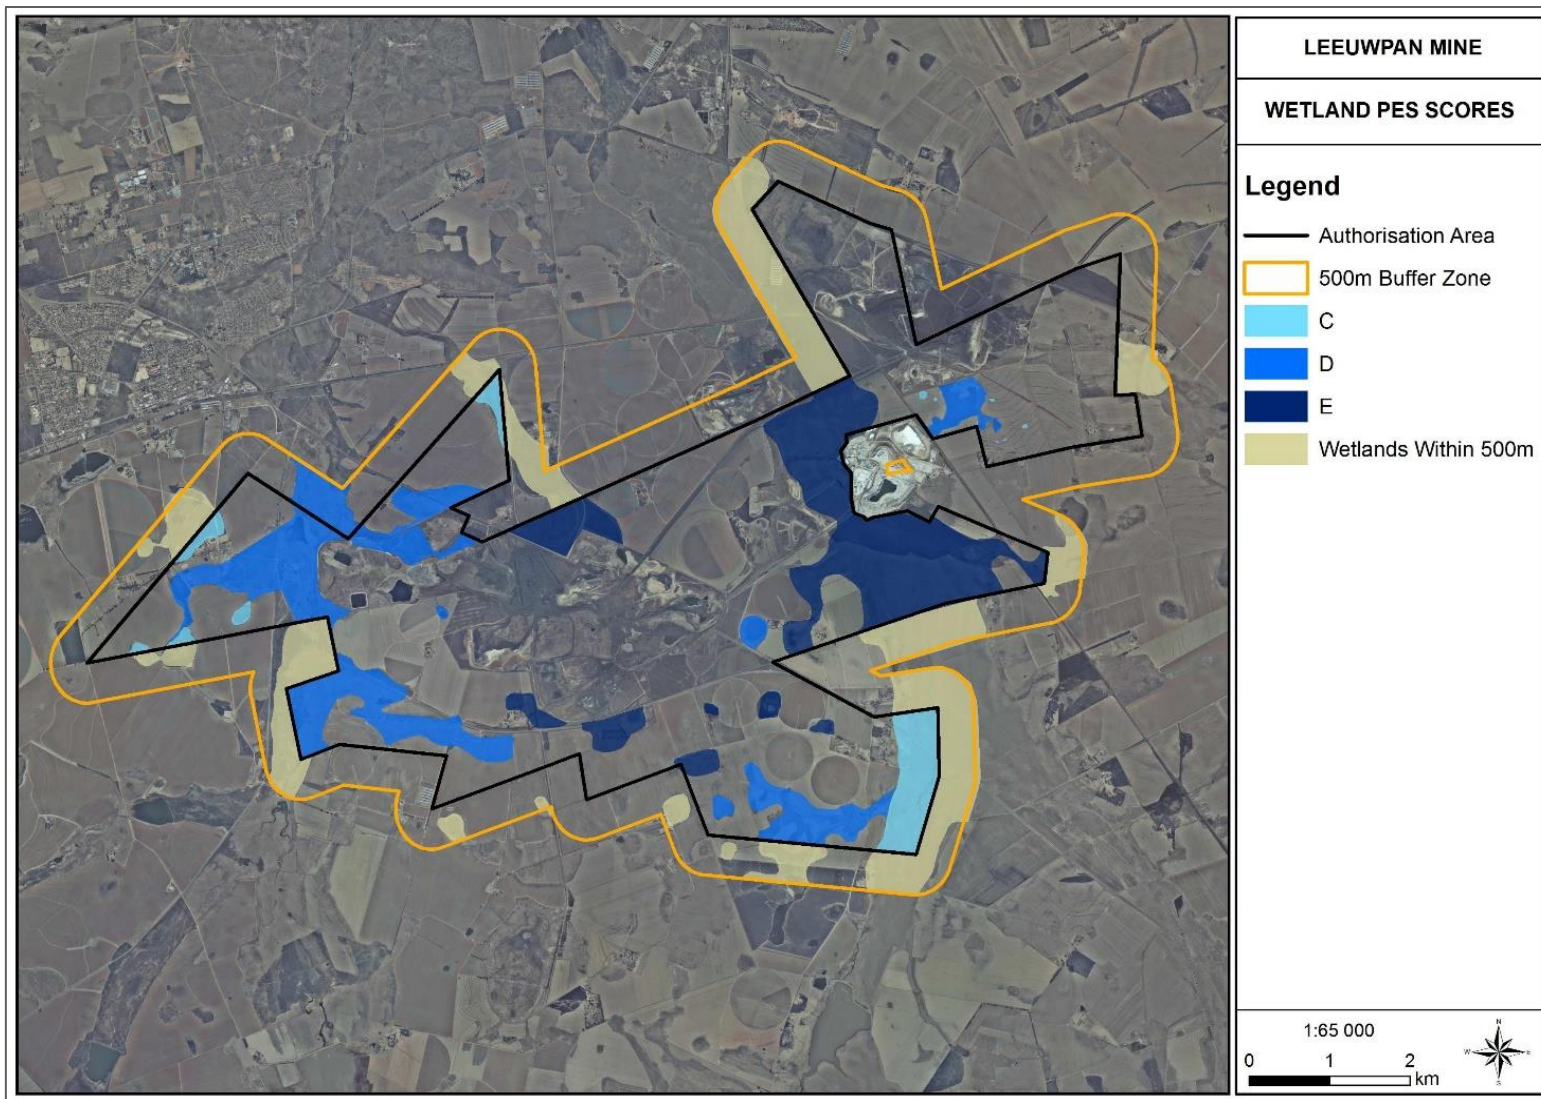 LEEUWPAN MINE
WETLAND PES SCORES
Legend
Authorisation Area
500m Buffer Zone
C
D
E
Wetlands Within 500m
1:65 000
0 1 2
km
N
W E
S